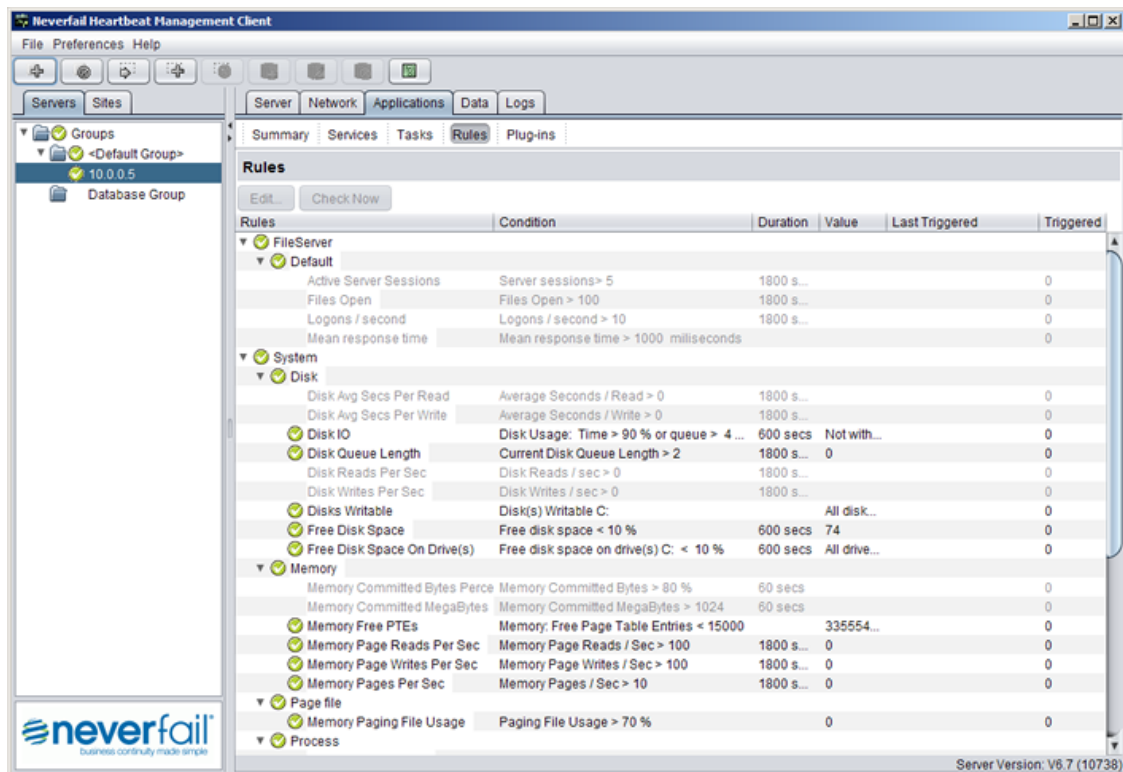 Neverfail Heartbeat Management Client
File Preferences Help
Servers Sites
Server Network Applications Data Logs
Groups
<Default Group>
10.0.0.5
Database Group
Summary Services Tasks Rules Plug-ins
Rules
Edit... Check Now
Rules Condition Duration Value Last Triggered Triggered
FileServer
Default
Active Server Sessions Server sessions> 5 1800 s... 0
Files Open Files Open > 100 1800 s... 0
Logons / second Logons / second > 10 1800 s... 0
Mean response time Mean response time > 1000 miliseconds 0
System
Disk
Disk Avg Secs Per Read Average Seconds / Read > 0 1800 s... 0
Disk Avg Secs Per Write Average Seconds / Write > 0 1800 s... 0
Disk IO Disk Usage: Time > 90 % or queue > 4 ... 600 secs Not with... 0
Disk Queue Length Current Disk Queue Length > 2 1800 s... 0 0
Disk Reads Per Sec Disk Reads / sec > 0 1800 s... 0
Disk Writes Per Sec Disk Writes / sec > 0 1800 s... 0
Disks Writable Disk(s) Writable C: All disk... 0
Free Disk Space Free disk space < 10 % 600 secs 74 0
Free Disk Space On Drive(s) Free disk space on drive(s) C: < 10 % 600 secs All drive... 0
Memory
Memory Committed Bytes Perce Memory Committed Bytes > 80 % 60 secs 0
Memory Committed MegaBytes Memory Committed MegaBytes > 1024 60 secs 0
Memory Free PTEs Memory: Free Page Table Entries < 15000 335554... 0
Memory Page Reads Per Sec Memory Page Reads / Sec > 100 1800 s... 0 0
Memory Page Writes Per Sec Memory Page Writes / Sec > 100 1800 s... 0 0
Memory Pages Per Sec Memory Pages / Sec > 10 1800 s... 0 0
Page file
Memory Paging File Usage Paging File Usage > 70 % 0 0
Process
neverfail
business continuity made simple
Server Version: V6.7 (10738)